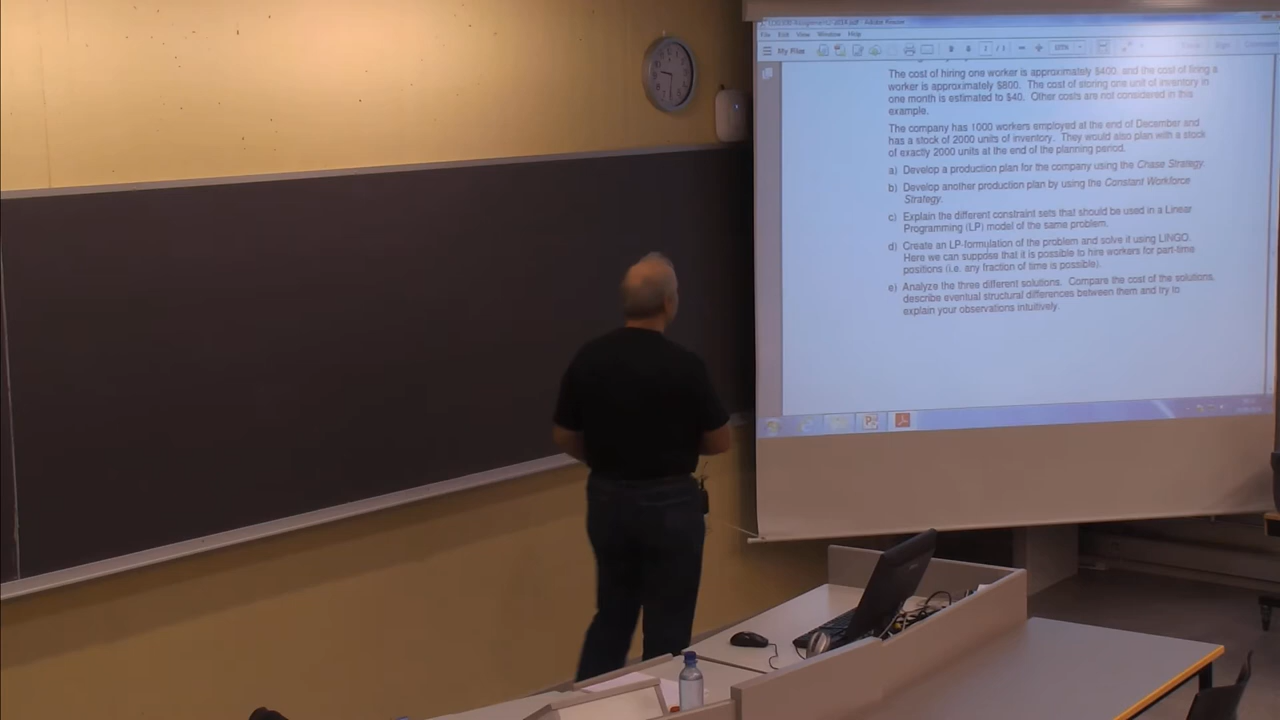 File Edit View Window Help
My Files
The cost of hiring one worker is approximately $400, and the cost of firing a
worker is approximately $800. The cost of storing one unit of inventory in
one month is estimated to $40. Other costs are not considered in this
example.
The company has 1000 workers employed at the end of December and
has a stock of 2000 units of inventory. They would also plan with a stock
of exactly 2000 units at the end of the planning period.
a) Develop a production plan for the company using the Chase Strategy.
b) Develop another production plan by using the Constant Workforce
Strategy.
c) Explain the different constraint sets that should be used in a Linear
Programming (LP) model of the same problem.
d) Create an LP-formulation of the problem and solve it using LINGO.
Here we can suppose that it is possible to hire workers for part-time
positions (i.e. any fraction of time is possible).
e) Analyze the three different solutions. Compare the cost of the solutions,
describe eventual structural differences between them and try to
explain your observations intuitively.